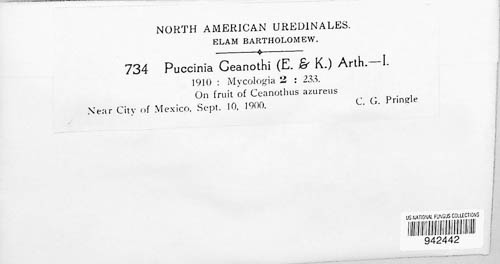 NORTH AMERICAN UREDINALES.
ELAM BARTHOLOMEW.
734 Puccinia Ceanothi (E. & K.) Arth.—I.
1910 : Mycologia 2 : 233.
On fruit of Ceanothus azureus
Near City of Mexico, Sept. 10, 1900. C. G. Pringle
US NATIONAL FUNGUS COLLECTIONS
942442